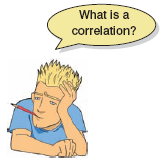 What is a
correlation?